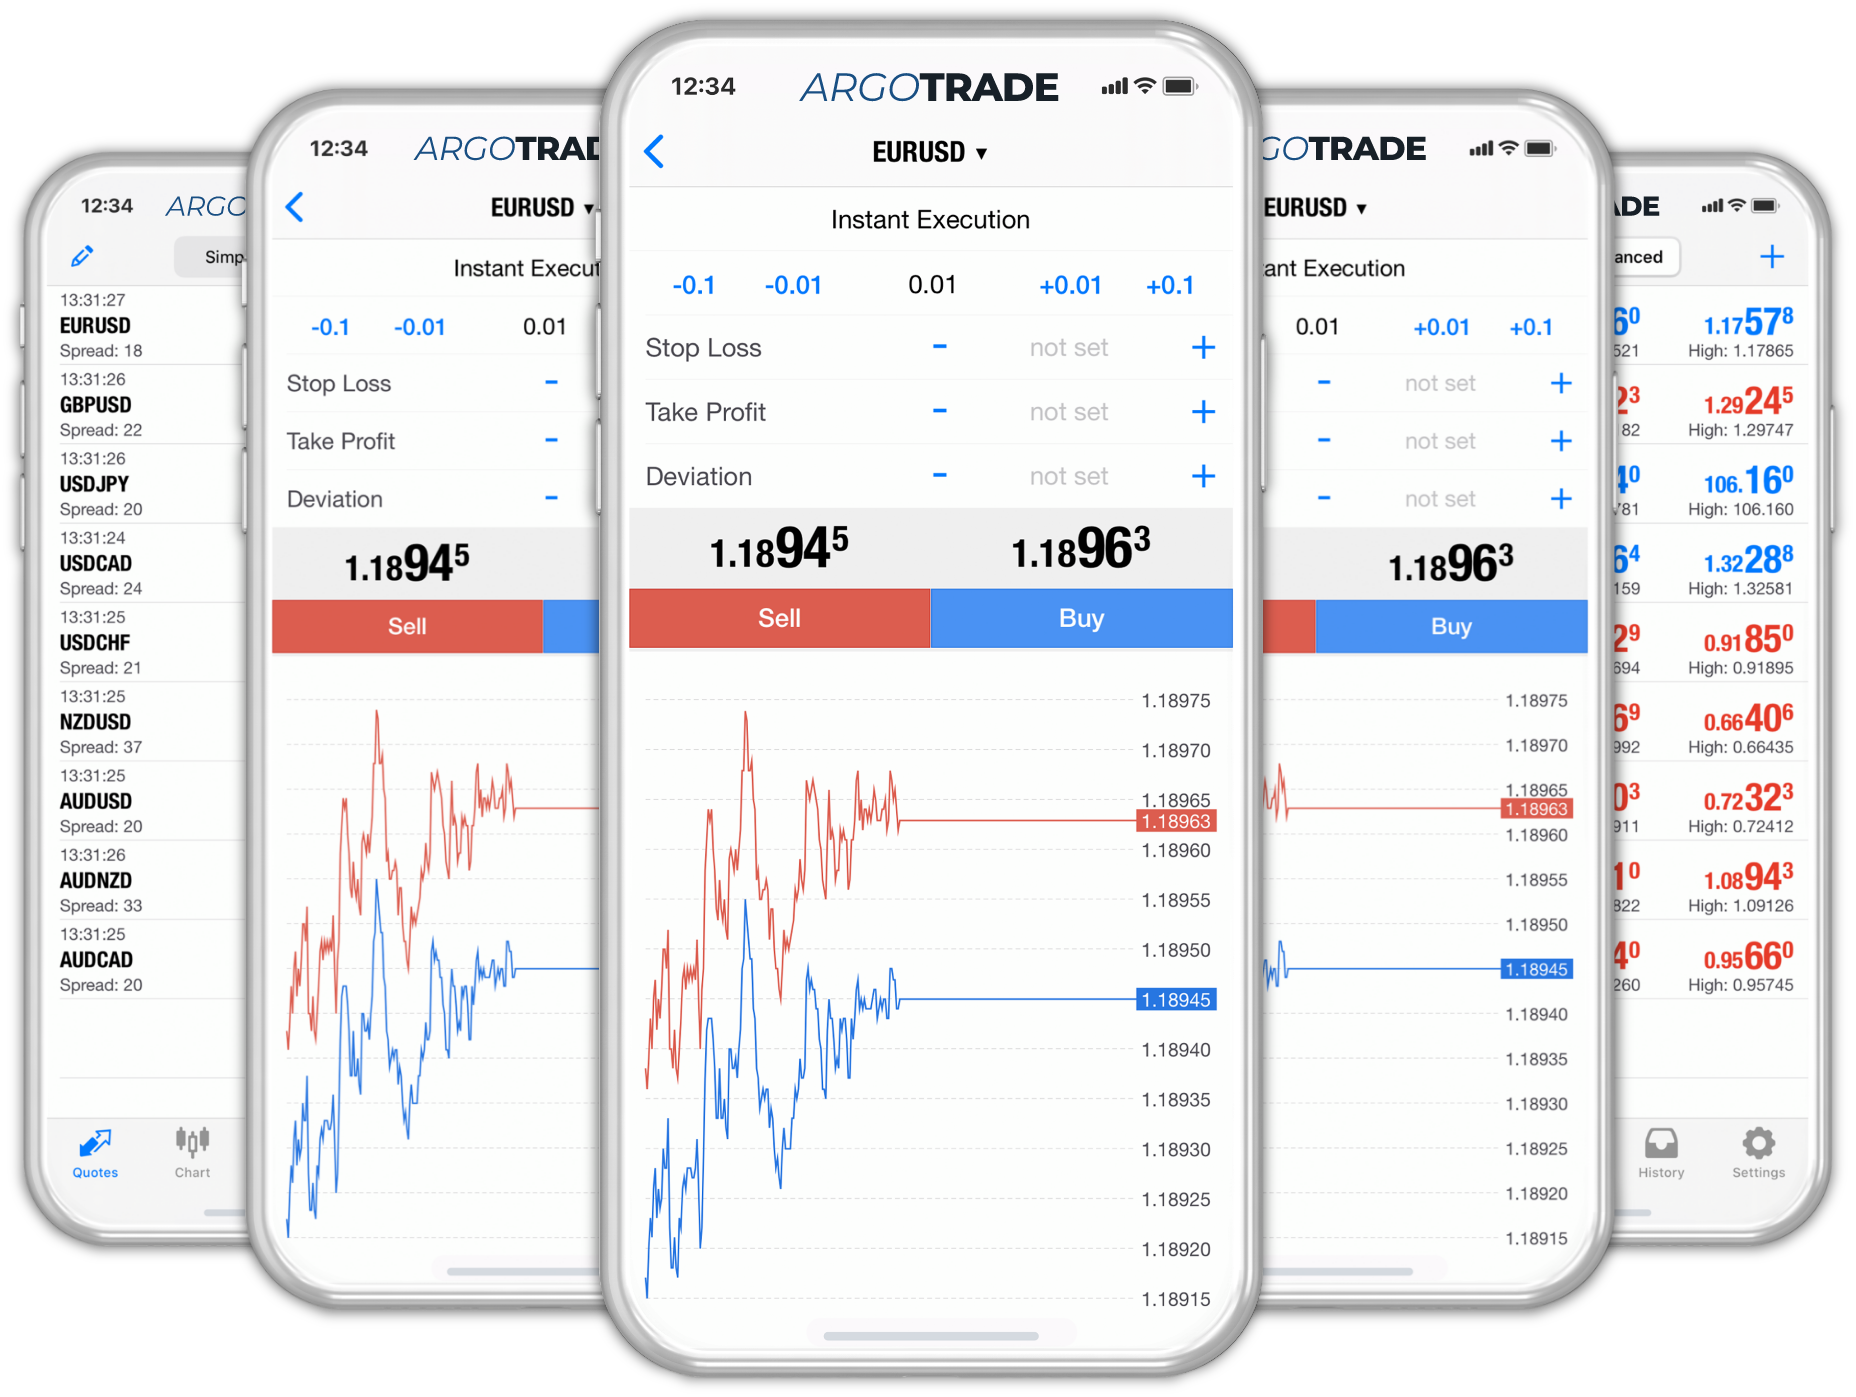 12:34 ARGO
Simp
13:31:27
EURUSD
Spread: 18
13:31:26
GBPUSD
Spread: 22
13:31:26
USDJPY
Spread: 20
13:31:24
USDCAD
Spread: 24
13:31:25
USDCHF
Spread: 21
13:31:25
NZDUSD
Spread: 37
13:31:25
AUDUSD
Spread: 20
13:31:26
AUDNZD
Spread: 33
13:31:25
AUDCAD
Spread: 20
Quotes Chart
12:34 ARGOTRAD
EURUSD ▾
Instant Execut
-0.1 -0.01 0.01
Stop Loss -
Take Profit -
Deviation -
1.18945
Sell
12:34 ARGOTRADE
EURUSD ▾
Instant Execution
-0.1 -0.01 0.01 +0.01 +0.1
Stop Loss - not set +
Take Profit - not set +
Deviation - not set +
1.18945 1.18963
Sell Buy
1.18975
1.18970
1.18965
1.18963
1.18960
1.18955
1.18950
1.18945
1.18940
1.18935
1.18930
1.18925
1.18920
1.18915
GOTRADE
EURUSD ▾
ant Execution
0.01 +0.01 +0.1
- not set +
- not set +
- not set +
1.18963
Buy
1.18975
1.18970
1.18965
1.18963
1.18960
1.18955
1.18950
1.18945
1.18940
1.18935
1.18930
1.18925
1.18920
1.18915
ADE
anced +
60 1.17578
521 High: 1.17865
23 1.29245
82 High: 1.29747
40 106.160
781 High: 106.160
64 1.32288
159 High: 1.32581
29 0.91850
694 High: 0.91895
69 0.66406
992 High: 0.66435
03 0.72323
911 High: 0.72412
10 1.08943
822 High: 1.09126
40 0.95660
260 High: 0.95745
History Settings